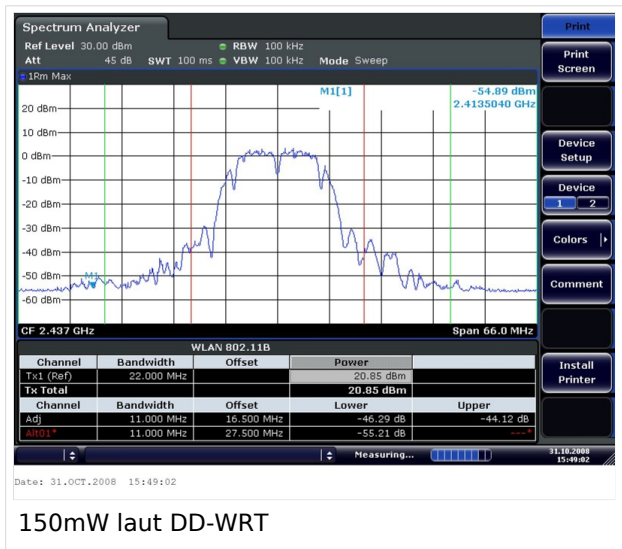 Spectrum Analyzer
Ref Level 30.00 dBm RBW 100 kHz
Att 45 dB SWT 100 ms VBW 100 kHz Mode Sweep
1Rm Max
M1[1] -54.89 dBm
2.4135040 GHz
20 dBm
10 dBm
0 dBm
-10 dBm
-20 dBm
-30 dBm
-40 dBm
-50 dBm
M1
-60 dBm
CF 2.437 GHz Span 66.0 MHz
WLAN 802.11B
Channel Bandwidth Offset Power
Tx1 (Ref) 22.000 MHz 20.85 dBm
Tx Total 20.85 dBm
Channel Bandwidth Offset Lower Upper
Adj 11.000 MHz 16.500 MHz -46.29 dB -44.12 dB
Alt01* 11.000 MHz 27.500 MHz -55.21 dB ---*
Measuring... 31.10.2008
15:49:02
Print
Print
Screen
Device
Setup
Device
1 2
Colors
Comment
Install
Printer
Date: 31.OCT.2008 15:49:02
150mW laut DD-WRT